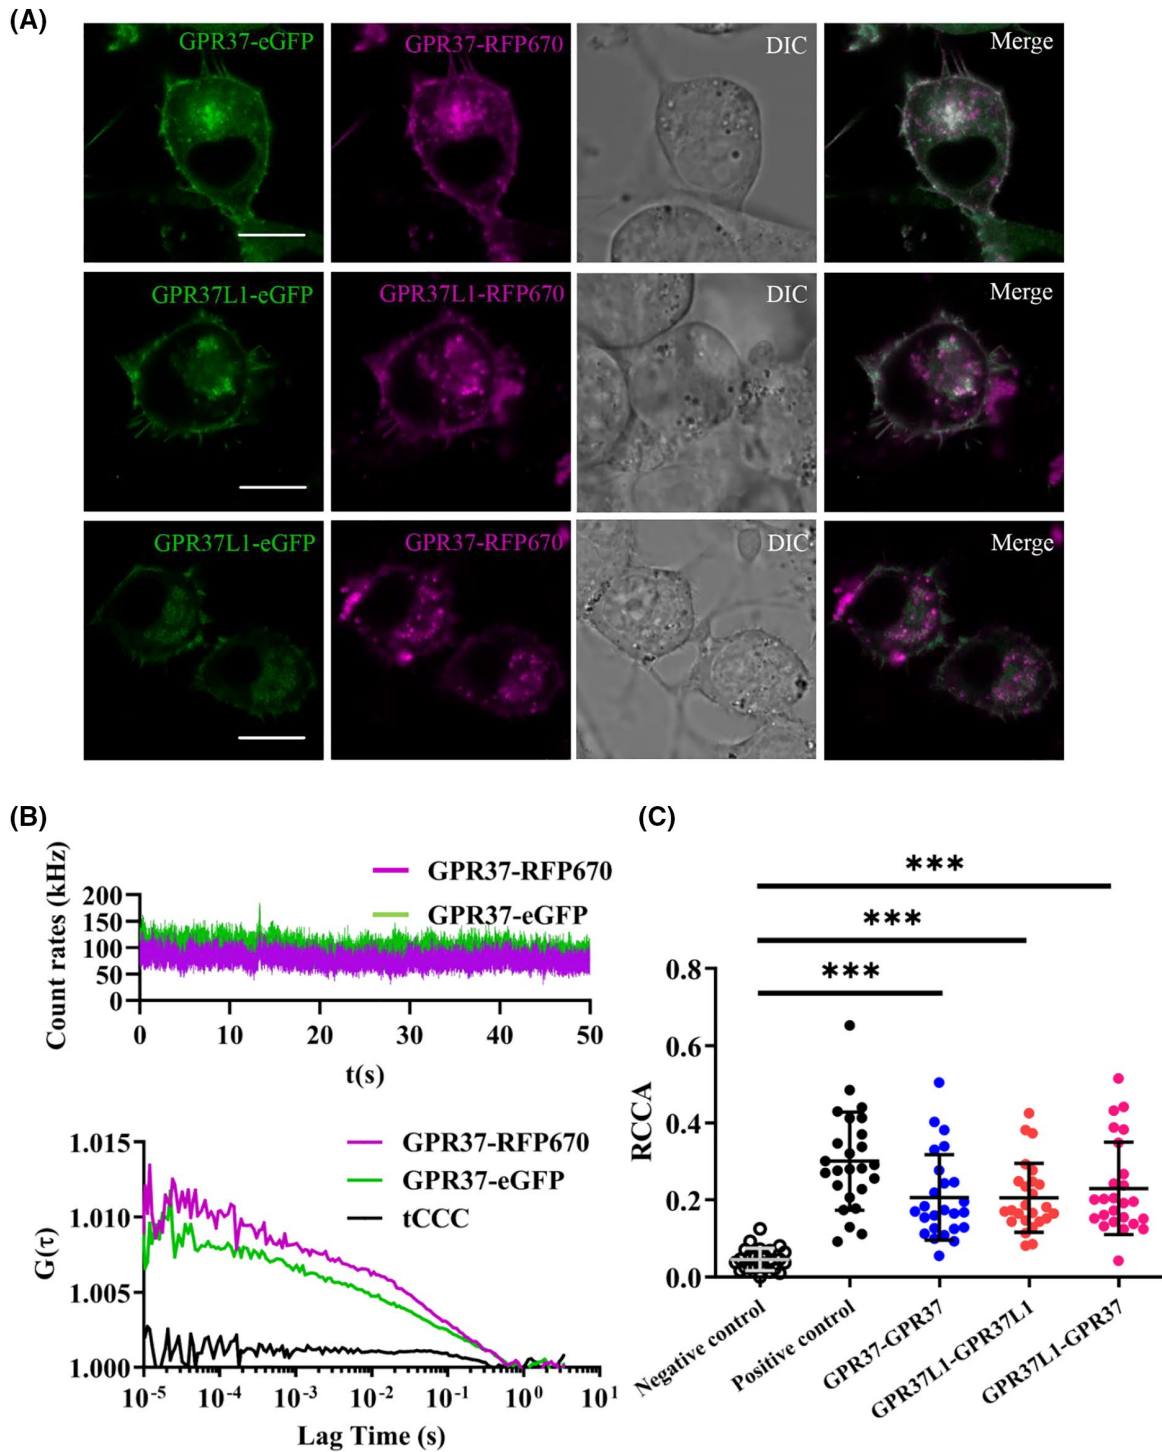 (A)
GPR37-eGFP GPR37-RFP670 DIC Merge
GPR37L1-eGFP GPR37L1-RFP670 DIC Merge
GPR37L1-eGFP GPR37-RFP670 DIC Merge
(B)
Count rates (kHz)
200
150
100
50
0
GPR37-RFP670
GPR37-eGFP
0 10 20 30 40 50
t(s)
G(τ)
1.015
1.010
1.005
1.000
GPR37-RFP670
GPR37-eGFP
tCCC
10-5 10-4 10-3 10-2 10-1 100 101
Lag Time (s)
(C)
***
***
***
RCCA
0.8
0.6
0.4
0.2
0.0
Negative control
Positive control
GPR37-GPR37
GPR37L1-GPR37L1
GPR37L1-GPR37